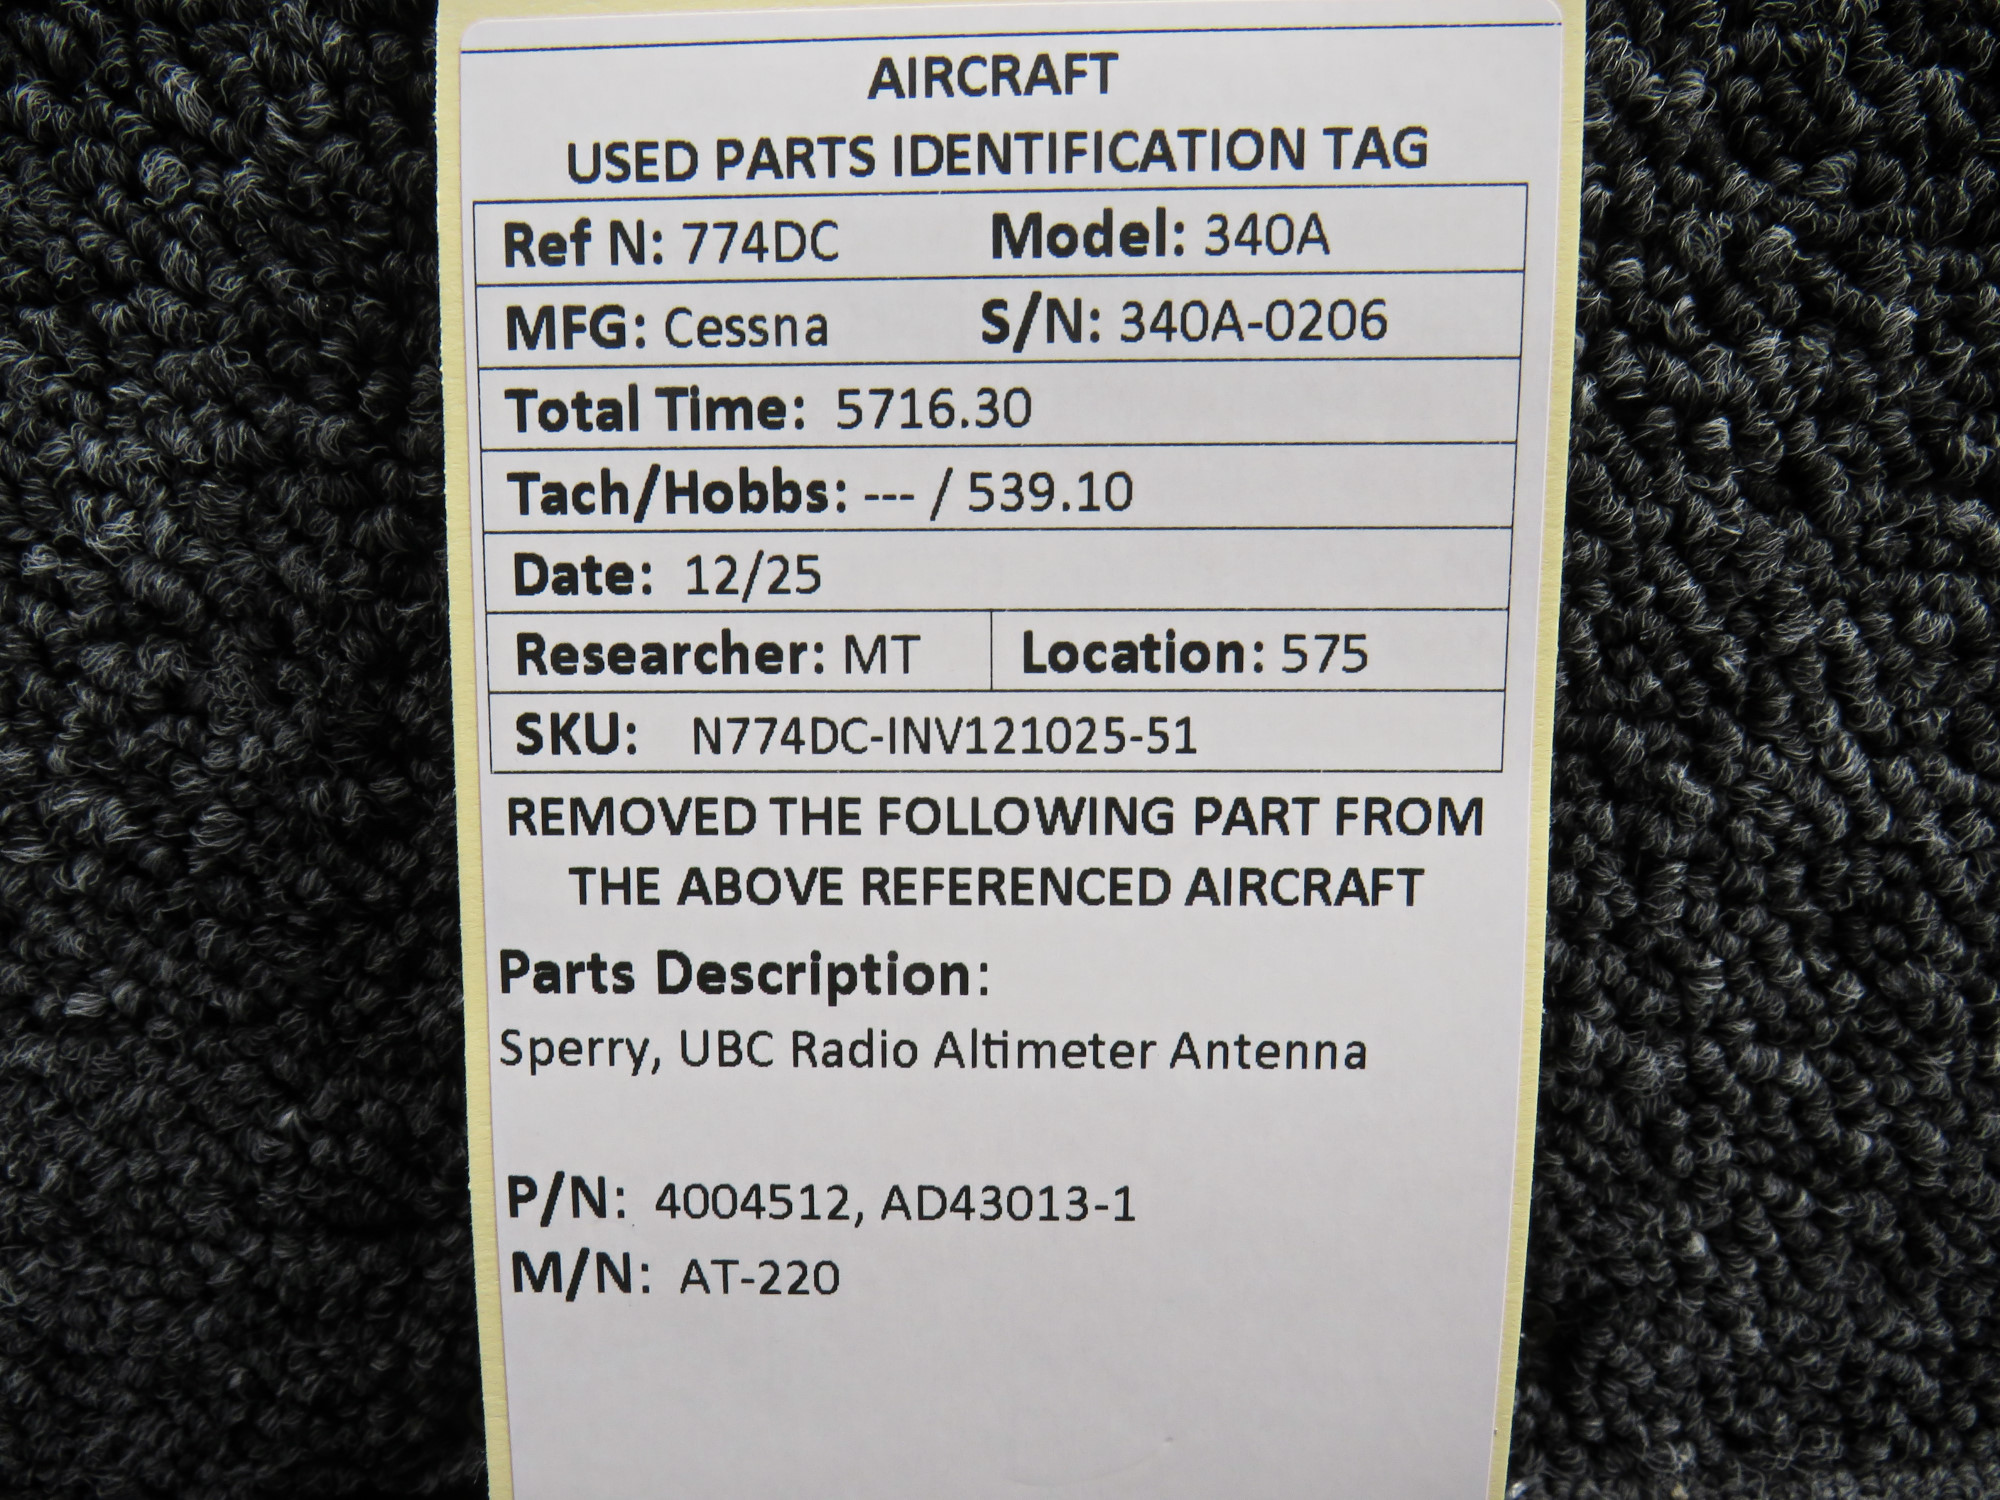 AIRCRAFT
USED PARTS IDENTIFICATION TAG
Ref N: 774DC Model: 340A
MFG: Cessna S/N: 340A-0206
Total Time: 5716.30
Tach/Hobbs: --- / 539.10
Date: 12/25
Researcher: MT Location: 575
SKU: N774DC-INV121025-51
REMOVED THE FOLLOWING PART FROM
THE ABOVE REFERENCED AIRCRAFT
Parts Description:
Sperry, UBC Radio Altimeter Antenna
P/N: 4004512, AD43013-1
M/N: AT-220